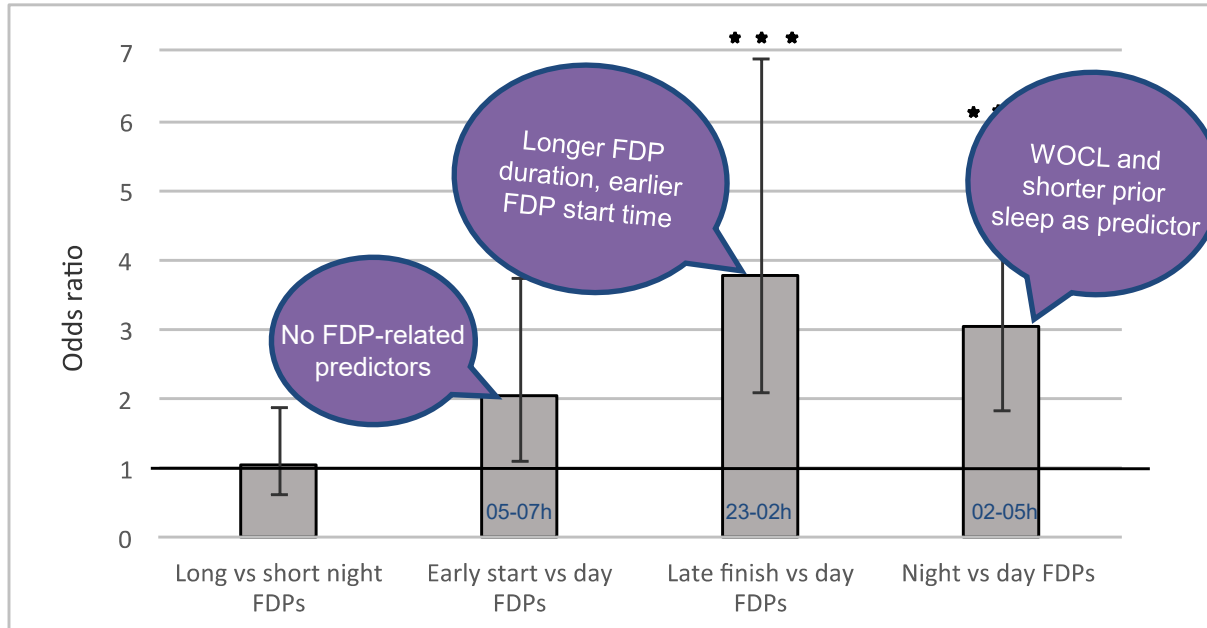 7
6
5
4
3
2
1
0
Odds ratio
* * *
* *
No FDP-related
predictors
Longer FDP
duration, earlier
FDP start time
WOCL and
shorter prior
sleep as predictor
05-07h
23-02h
02-05h
Long vs short night
FDPs
Early start vs day
FDPs
Late finish vs day
FDPs
Night vs day FDPs